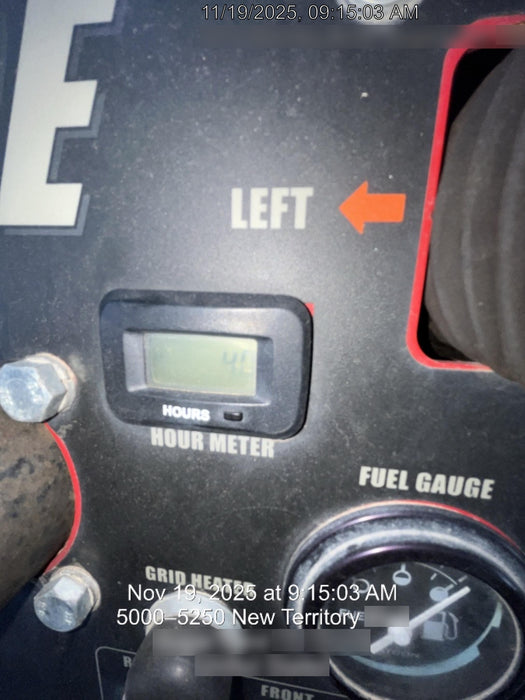 11/19/2025, 09:15:03 AM
E
LEFT
HOURS
HOUR METER
FUEL GAUGE
GRID HEATER
Nov 19, 2025 at 9:15:03 AM
5000–5250 New Territory
FRONT